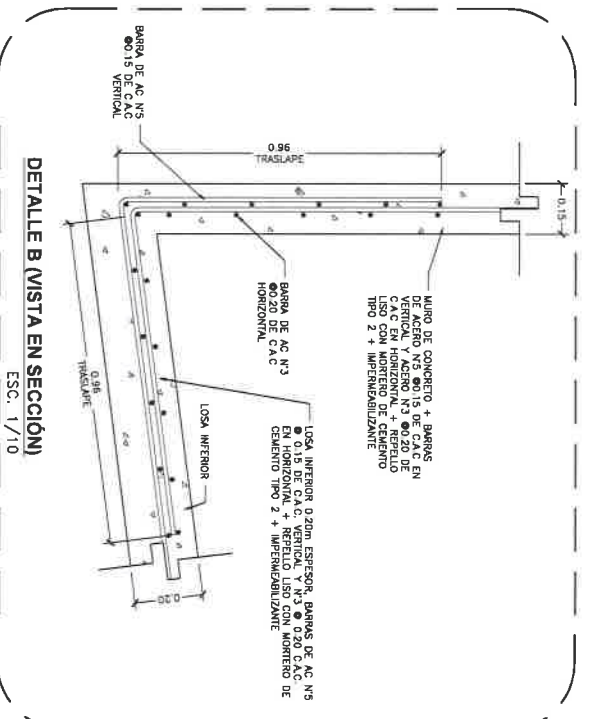 MURO DE CONCRETO + BARRAS
DE ACERO N'5 @0.15 DE C.A.C EN
VERTICAL Y ACERO N'3 @0.20 DE
C.A.C EN HORIZONTAL + REPELLO
LISO CON MORTERO DE CEMENTO
TIPO 2 + IMPERMEABILIZANTE
0.15
BARRA DE AC N'3
@0.20 DE C.A.C
HORIZONTAL
LOSA INFERIOR 0.20m ESPESOR, BARRAS DE AC N'5
@ 0.15 DE C.A.C. VERTICAL Y N'3 @ 0.20 C.A.C.
EN HORIZONTAL + REPELLO LISO CON MORTERO DE
CEMENTO TIPO 2 + IMPERMEABILIZANTE
0.96
TRASLAPE
LOSA INFERIOR
BARRA DE AC N'5
@0.15 DE C.A.C
VERTICAL
0.96
TRASLAPE
0.20
DETALLE B (VISTA EN SECCIÓN)
ESC. 1/10